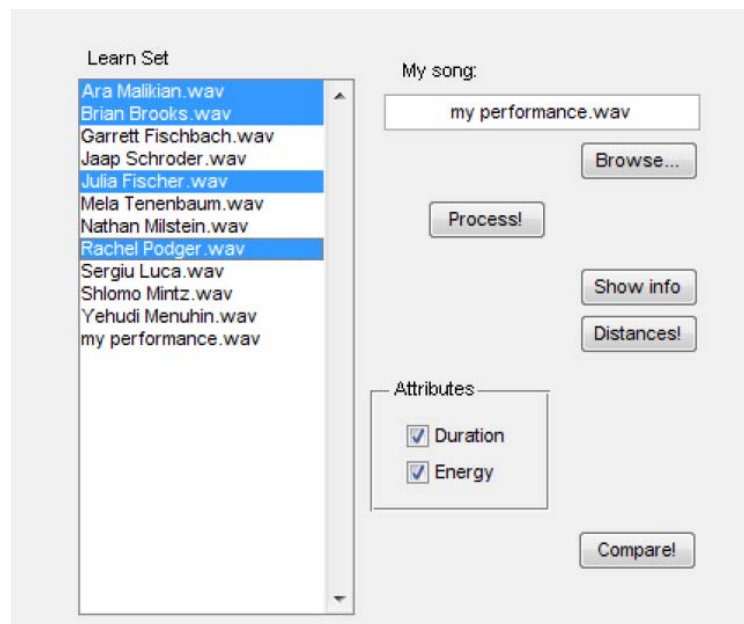 Learn Set
Ara Malikian.wav
Brian Brooks.wav
Garrett Fischbach.wav
Jaap Schroder.wav
Julia Fischer.wav
Mela Tenenbaum.wav
Nathan Milstein.wav
Rachel Podger.wav
Sergiu Luca.wav
Shlomo Mintz.wav
Yehudi Menuhin.wav
my performance.wav
My song:
my performance.wav
Browse...
Process!
Show info
Distances!
Attributes
Duration
Energy
Compare!